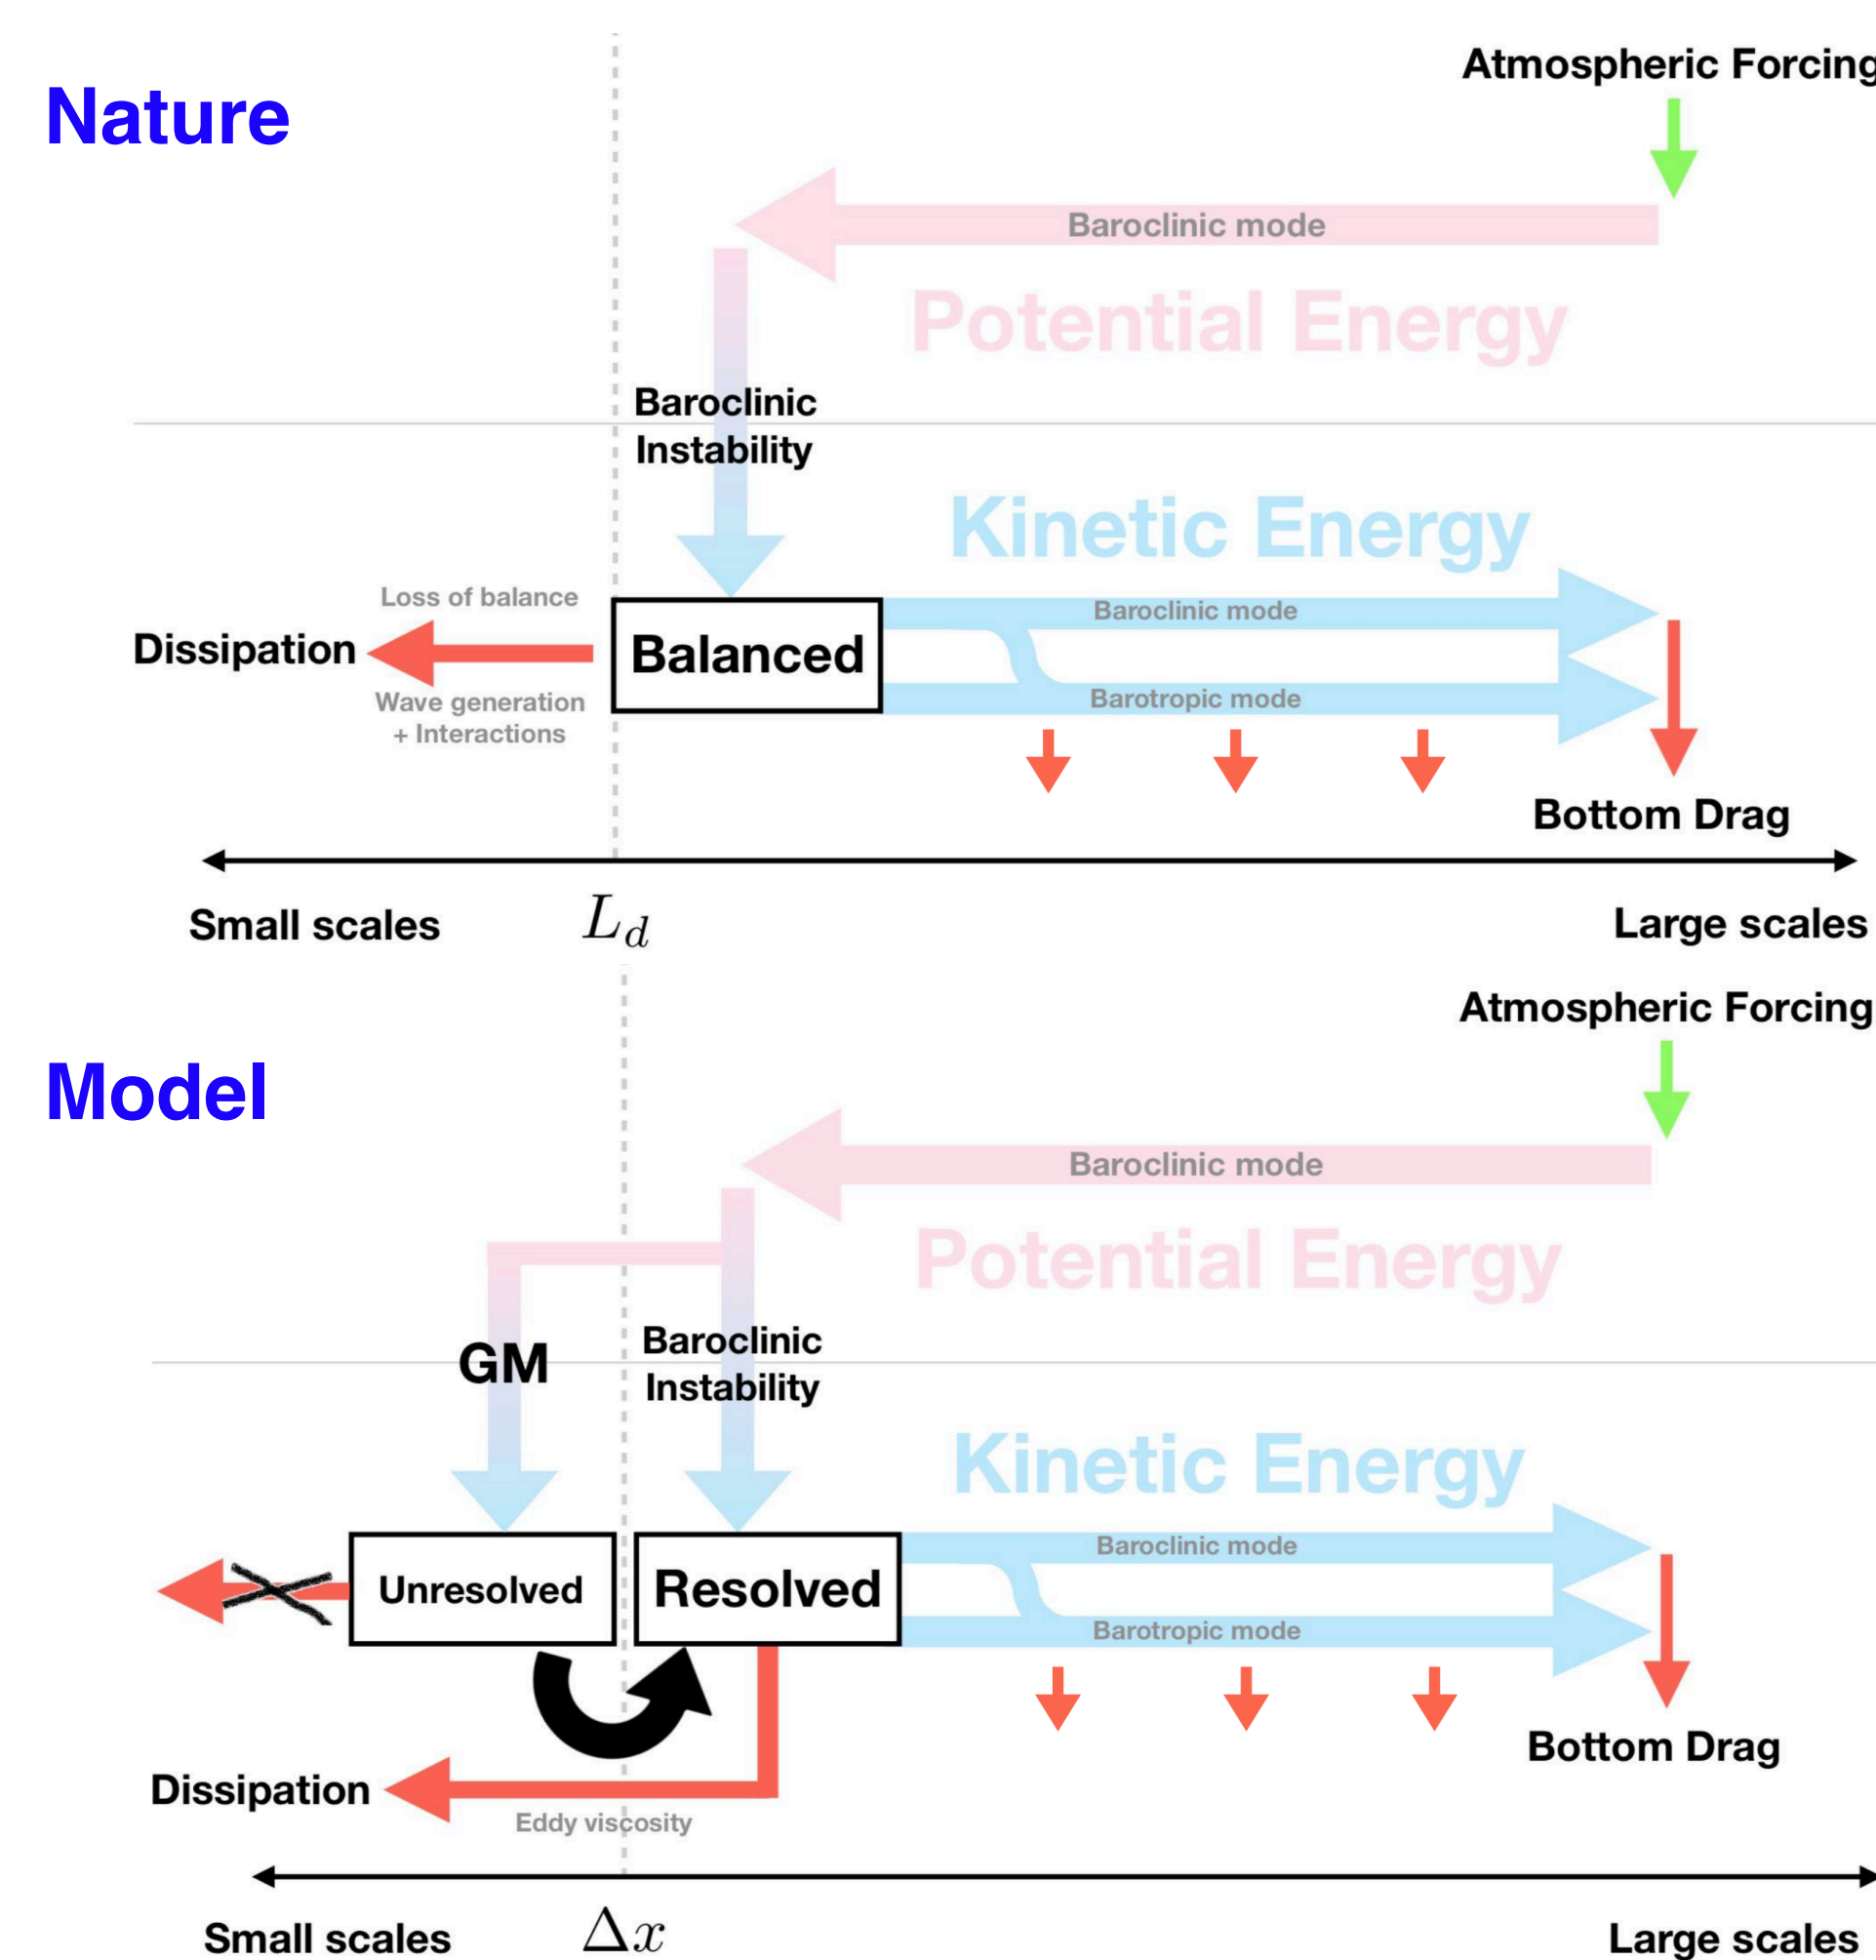 Nature
Atmospheric Forcing
Baroclinic mode
Potential Energy
Baroclinic
Instability
Kinetic Energy
Loss of balance
Dissipation
Wave generation
+ Interactions
Balanced
Baroclinic mode
Barotropic mode
Bottom Drag
Small scales
L_d
Large scales
Model
Atmospheric Forcing
Baroclinic mode
Potential Energy
GM
Baroclinic
Instability
Kinetic Energy
Unresolved
Resolved
Baroclinic mode
Barotropic mode
Bottom Drag
Dissipation
Eddy viscosity
Small scales
Δx
Large scales